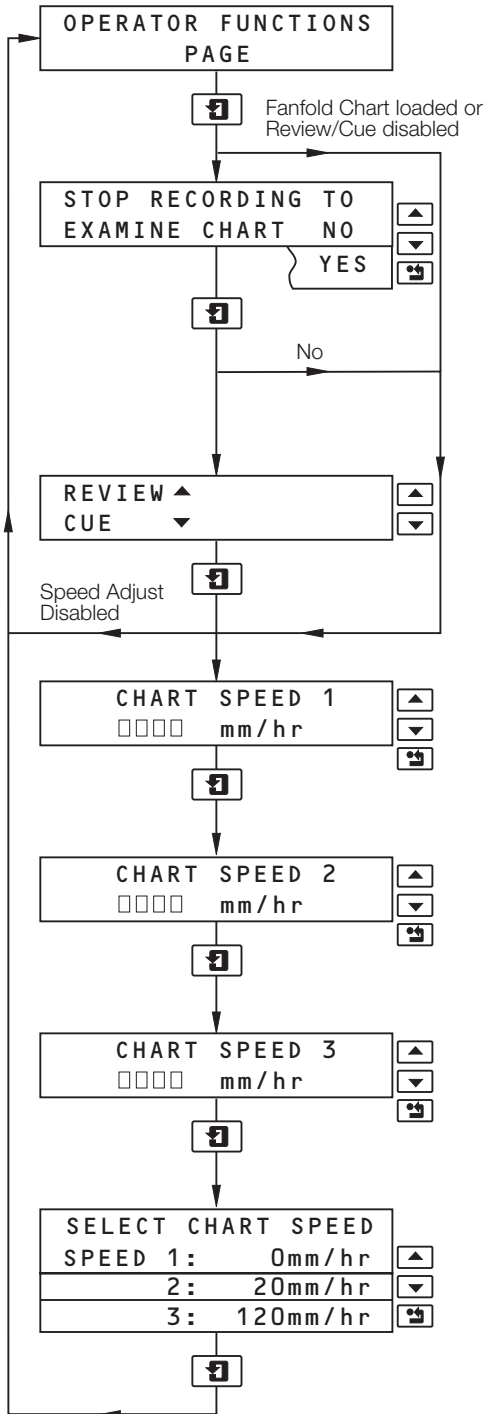 OPERATOR FUNCTIONS
PAGE
Fanfold Chart loaded or
Review/Cue disabled
STOP RECORDING TO
EXAMINE CHART NO
YES
No
REVIEW ▲
CUE ▼
Speed Adjust
Disabled
CHART SPEED 1
□□□□ mm/hr
CHART SPEED 2
□□□□ mm/hr
CHART SPEED 3
□□□□ mm/hr
SELECT CHART SPEED
SPEED 1: 0mm/hr
2: 20mm/hr
3: 120mm/hr